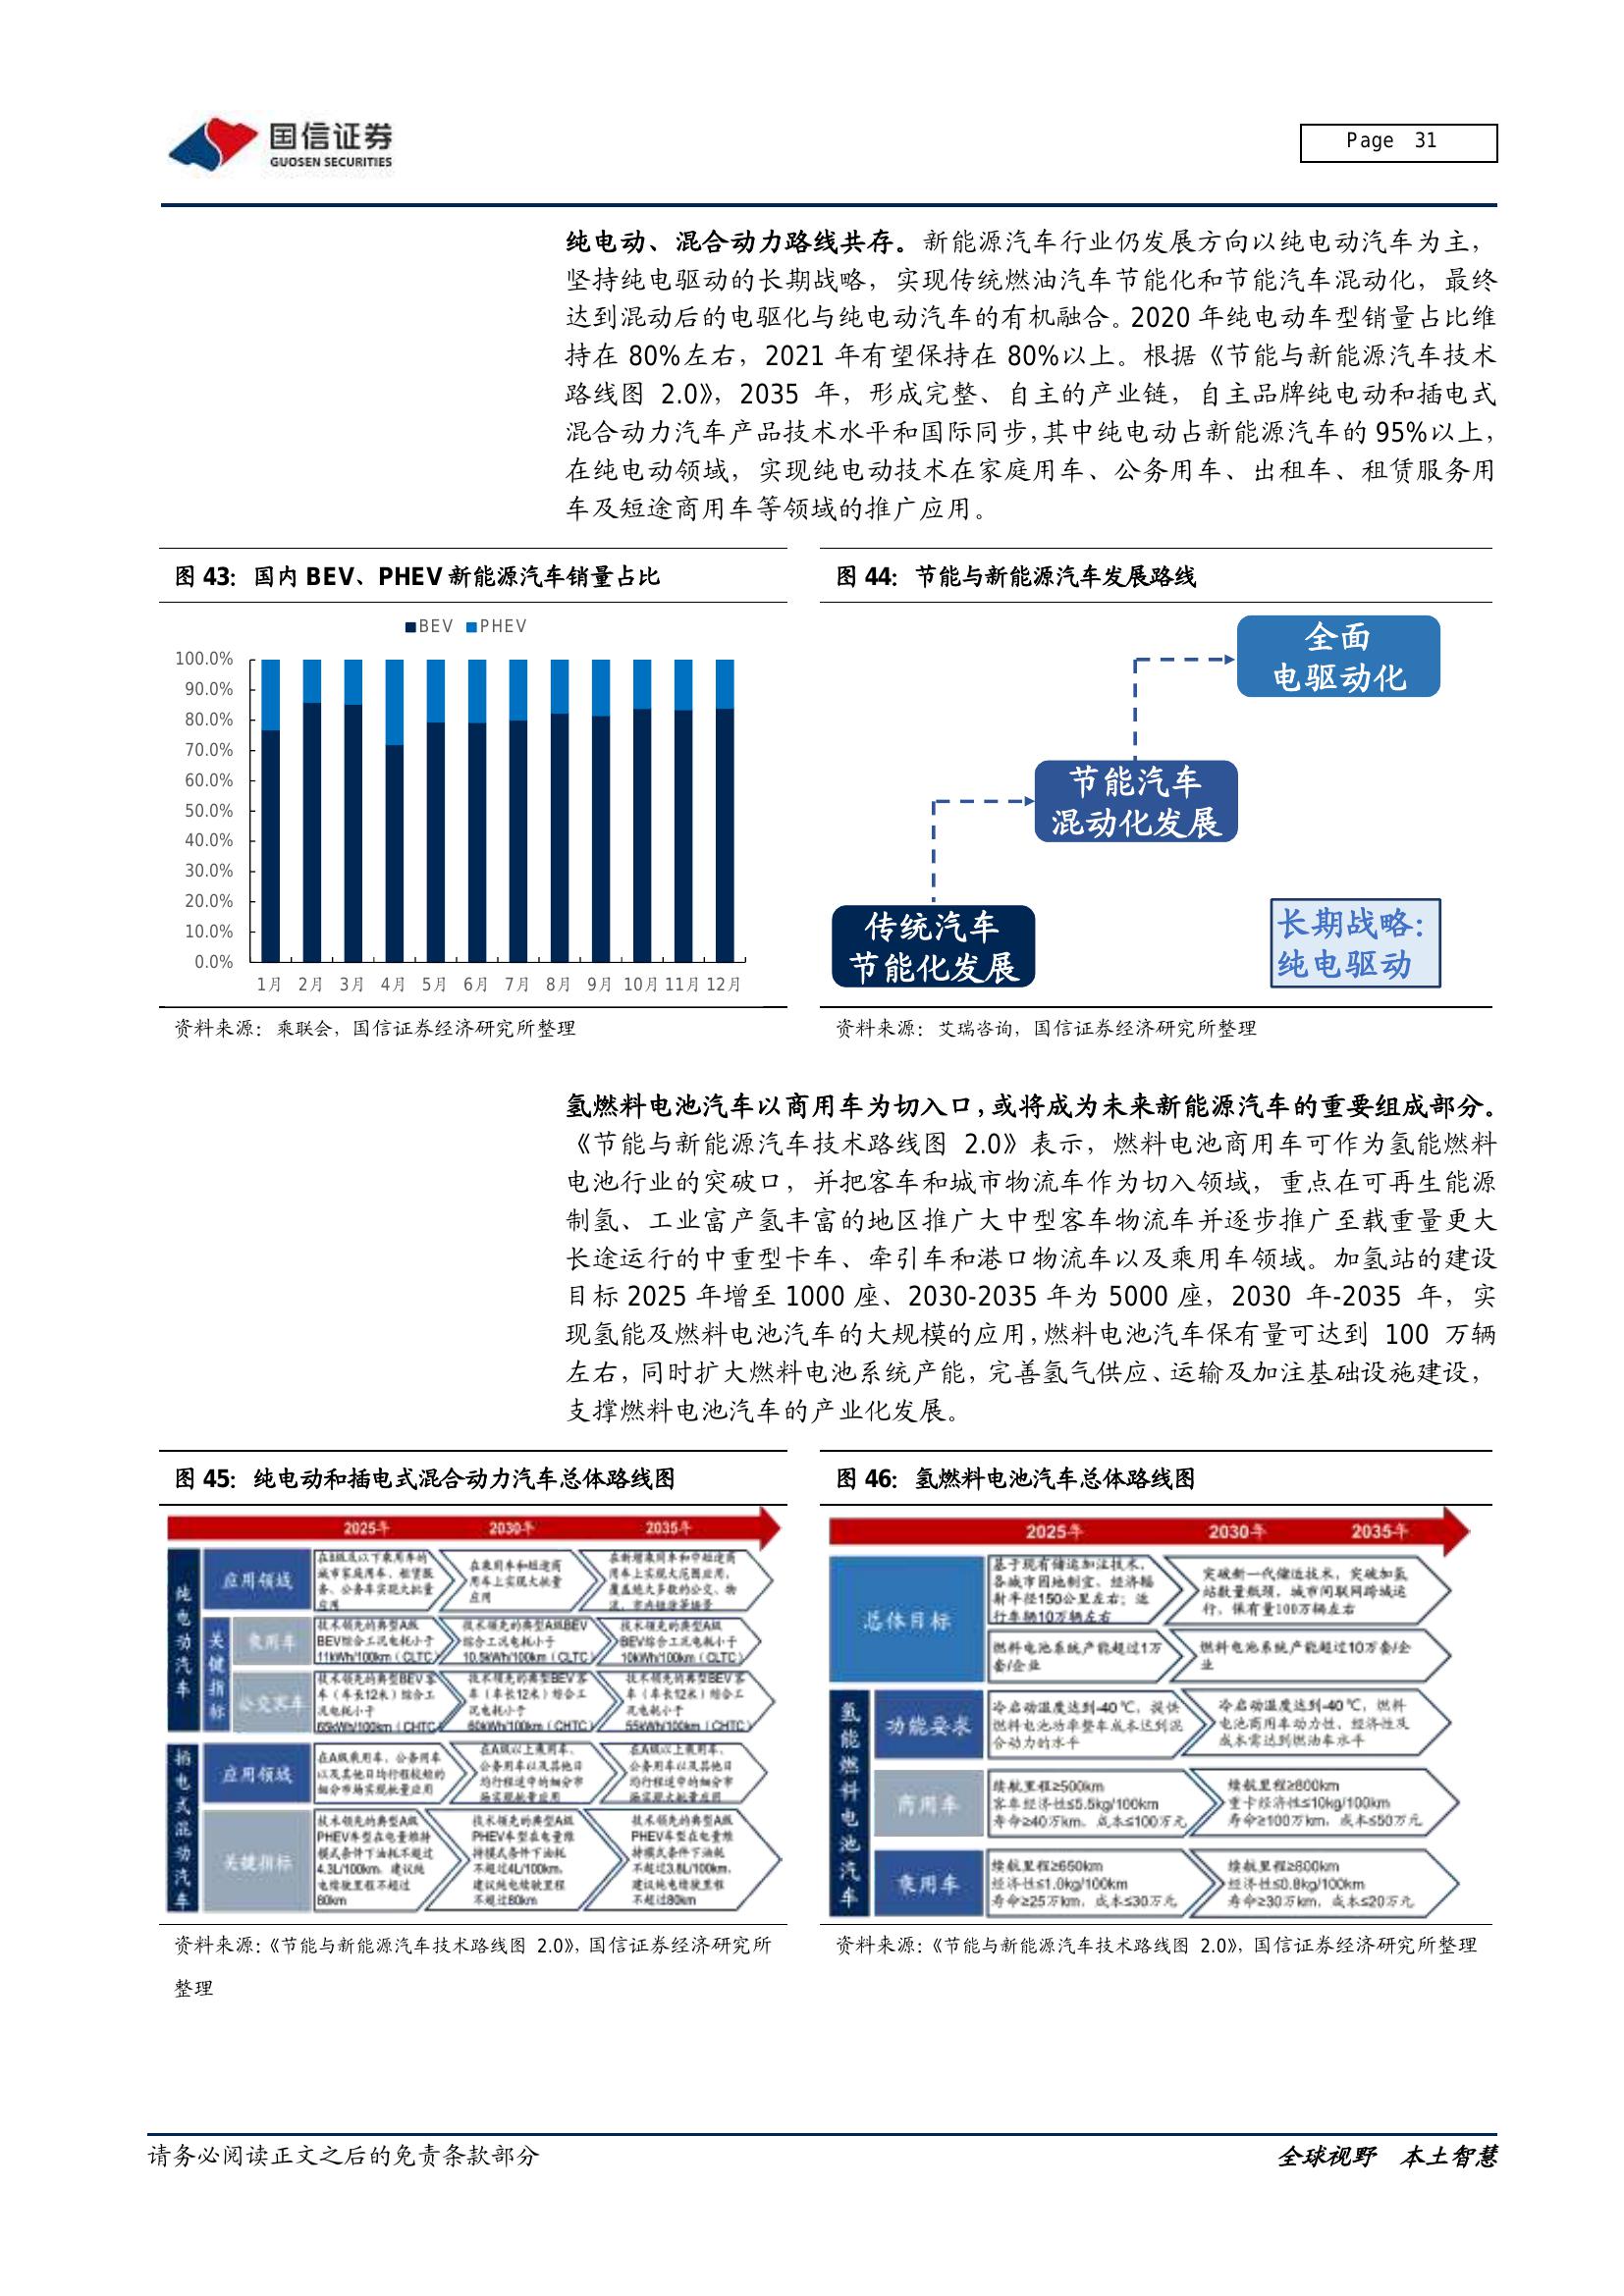 国信证券
GUOSEN SECURITIES
Page 31
纯电动、混合动力路线共存。新能源汽车行业仍发展方向以纯电动汽车为主，
坚持纯电驱动的长期战略，实现传统燃油汽车节能化和节能汽车混动化，最终
达到混动后的电驱化与纯电动汽车的有机融合。2020 年纯电动车型销量占比维
持在 80%左右，2021 年有望保持在 80%以上。根据《节能与新能源汽车技术
路线图 2.0》，2035 年，形成完整、自主的产业链，自主品牌纯电动和插电式
混合动力汽车产品技术水平和国际同步，其中纯电动占新能源汽车的 95%以上，
在纯电动领域，实现纯电动技术在家庭用车、公务用车、出租车、租赁服务用
车及短途商用车等领域的推广应用。
图 43：国内 BEV、PHEV 新能源汽车销量占比
BEV PHEV
100.0%
90.0%
80.0%
70.0%
60.0%
50.0%
40.0%
30.0%
20.0%
10.0%
0.0%
1月 2月 3月 4月 5月 6月 7月 8月 9月 10月 11月 12月
资料来源：乘联会，国信证券经济研究所整理
图 44：节能与新能源汽车发展路线
全面
电驱动化
节能汽车
混动化发展
传统汽车
节能化发展
长期战略：
纯电驱动
资料来源：艾瑞咨询，国信证券经济研究所整理
氢燃料电池汽车以商用车为切入口，或将成为未来新能源汽车的重要组成部分。
《节能与新能源汽车技术路线图 2.0》表示，燃料电池商用车可作为氢能燃料
电池行业的突破口，并把客车和城市物流车作为切入领域，重点在可再生能源
制氢、工业富产氢丰富的地区推广大中型客车物流车并逐步推广至载重量更大
长途运行的中重型卡车、牵引车和港口物流车以及乘用车领域。加氢站的建设
目标 2025 年增至 1000 座、2030-2035 年为 5000 座，2030 年-2035 年，实
现氢能及燃料电池汽车的大规模的应用，燃料电池汽车保有量可达到 100 万辆
左右，同时扩大燃料电池系统产能，完善氢气供应、运输及加注基础设施建设，
支撑燃料电池汽车的产业化发展。
图 45：纯电动和插电式混合动力汽车总体路线图
2025年 2030年 2035年
纯电动汽车
应用领域
在B级及以下乘用车的
城市家庭用车、租赁服
务、公务车实现大批量
应用
在乘用车和短途商
用车上实现大批量
应用
在新增乘用车和中短途商
用车上实现大范围应用，
覆盖绝大多数的公交、物
流、市内短途等场景
关键指标
乘用车
技术领先的典型A级
BEV综合工况电耗小于
11kWh/100km（CLTC）
技术领先的典型A级BEV
综合工况电耗小于
10.5kWh/100km（CLTC）
技术领先的典型A级
BEV综合工况电耗小于
10kWh/100km（CLTC）
公交客车
技术领先的典型BEV客
车（车长12米）综合工
况电耗小于
65kWh/100km（CHTC）
技术领先的典型BEV客
车（车长12米）综合工
况电耗小于
60kWh/100km（CHTC）
技术领先的典型BEV客
车（车长12米）综合工
况电耗小于
55kWh/100km（CHTC）
插电式混动汽车
应用领域
在A级乘用车、公务用车
以及其他日均行程较短的
细分市场实现批量应用
在A级以上乘用车、
公务用车以及其他日
均行程适中的细分市
场实现批量应用
在A级以上乘用车、
公务用车以及其他日
均行程适中的细分市
场实现大批量应用
关键指标
技术领先的典型A级
PHEV车型在电量维持
模式条件下油耗不超过
4.3L/100km，建议纯
电续驶里程不超过
80km
技术领先的典型A级
PHEV车型在电量维
持模式条件下油耗
不超过4L/100km，
建议纯电续驶里程
不超过80km
技术领先的典型A级
PHEV车型在电量维
持模式条件下油耗
不超过3.8L/100km，
建议纯电续驶里程
不超过80km
资料来源：《节能与新能源汽车技术路线图 2.0》，国信证券经济研究所
整理
图 46：氢燃料电池汽车总体路线图
2025年 2030年 2035年
总体目标
基于现有储运加注技术，
各城市因地制宜，经济辐
射半径150公里左右；运
行车辆10万辆左右
突破新一代储运技术，突破加氢
站数量瓶颈，城市间联网跨城运
行，保有量100万辆左右
燃料电池系统产能超过1万
套/企业
燃料电池系统产能超过10万套/企
业
氢能燃料电池汽车
功能要求
冷启动温度达到-40℃，提供
燃料电池功率整车成本达到混
合动力的水平
冷启动温度达到-40℃，燃料
电池商用车动力性、经济性及
成本需达到燃油车水平
商用车
续航里程≥500km
客车经济性≤5.5kg/100km
寿命≥40万km，成本≤100万元
续航里程≥800km
重卡经济性≤10kg/100km
寿命≥100万km，成本≤50万元
乘用车
续航里程≥650km
经济性≤1.0kg/100km
寿命≥25万km，成本≤30万元
续航里程≥800km
经济性≤0.8kg/100km
寿命≥30万km，成本≤20万元
资料来源：《节能与新能源汽车技术路线图 2.0》，国信证券经济研究所整理
请务必阅读正文之后的免责条款部分
全球视野 本土智慧